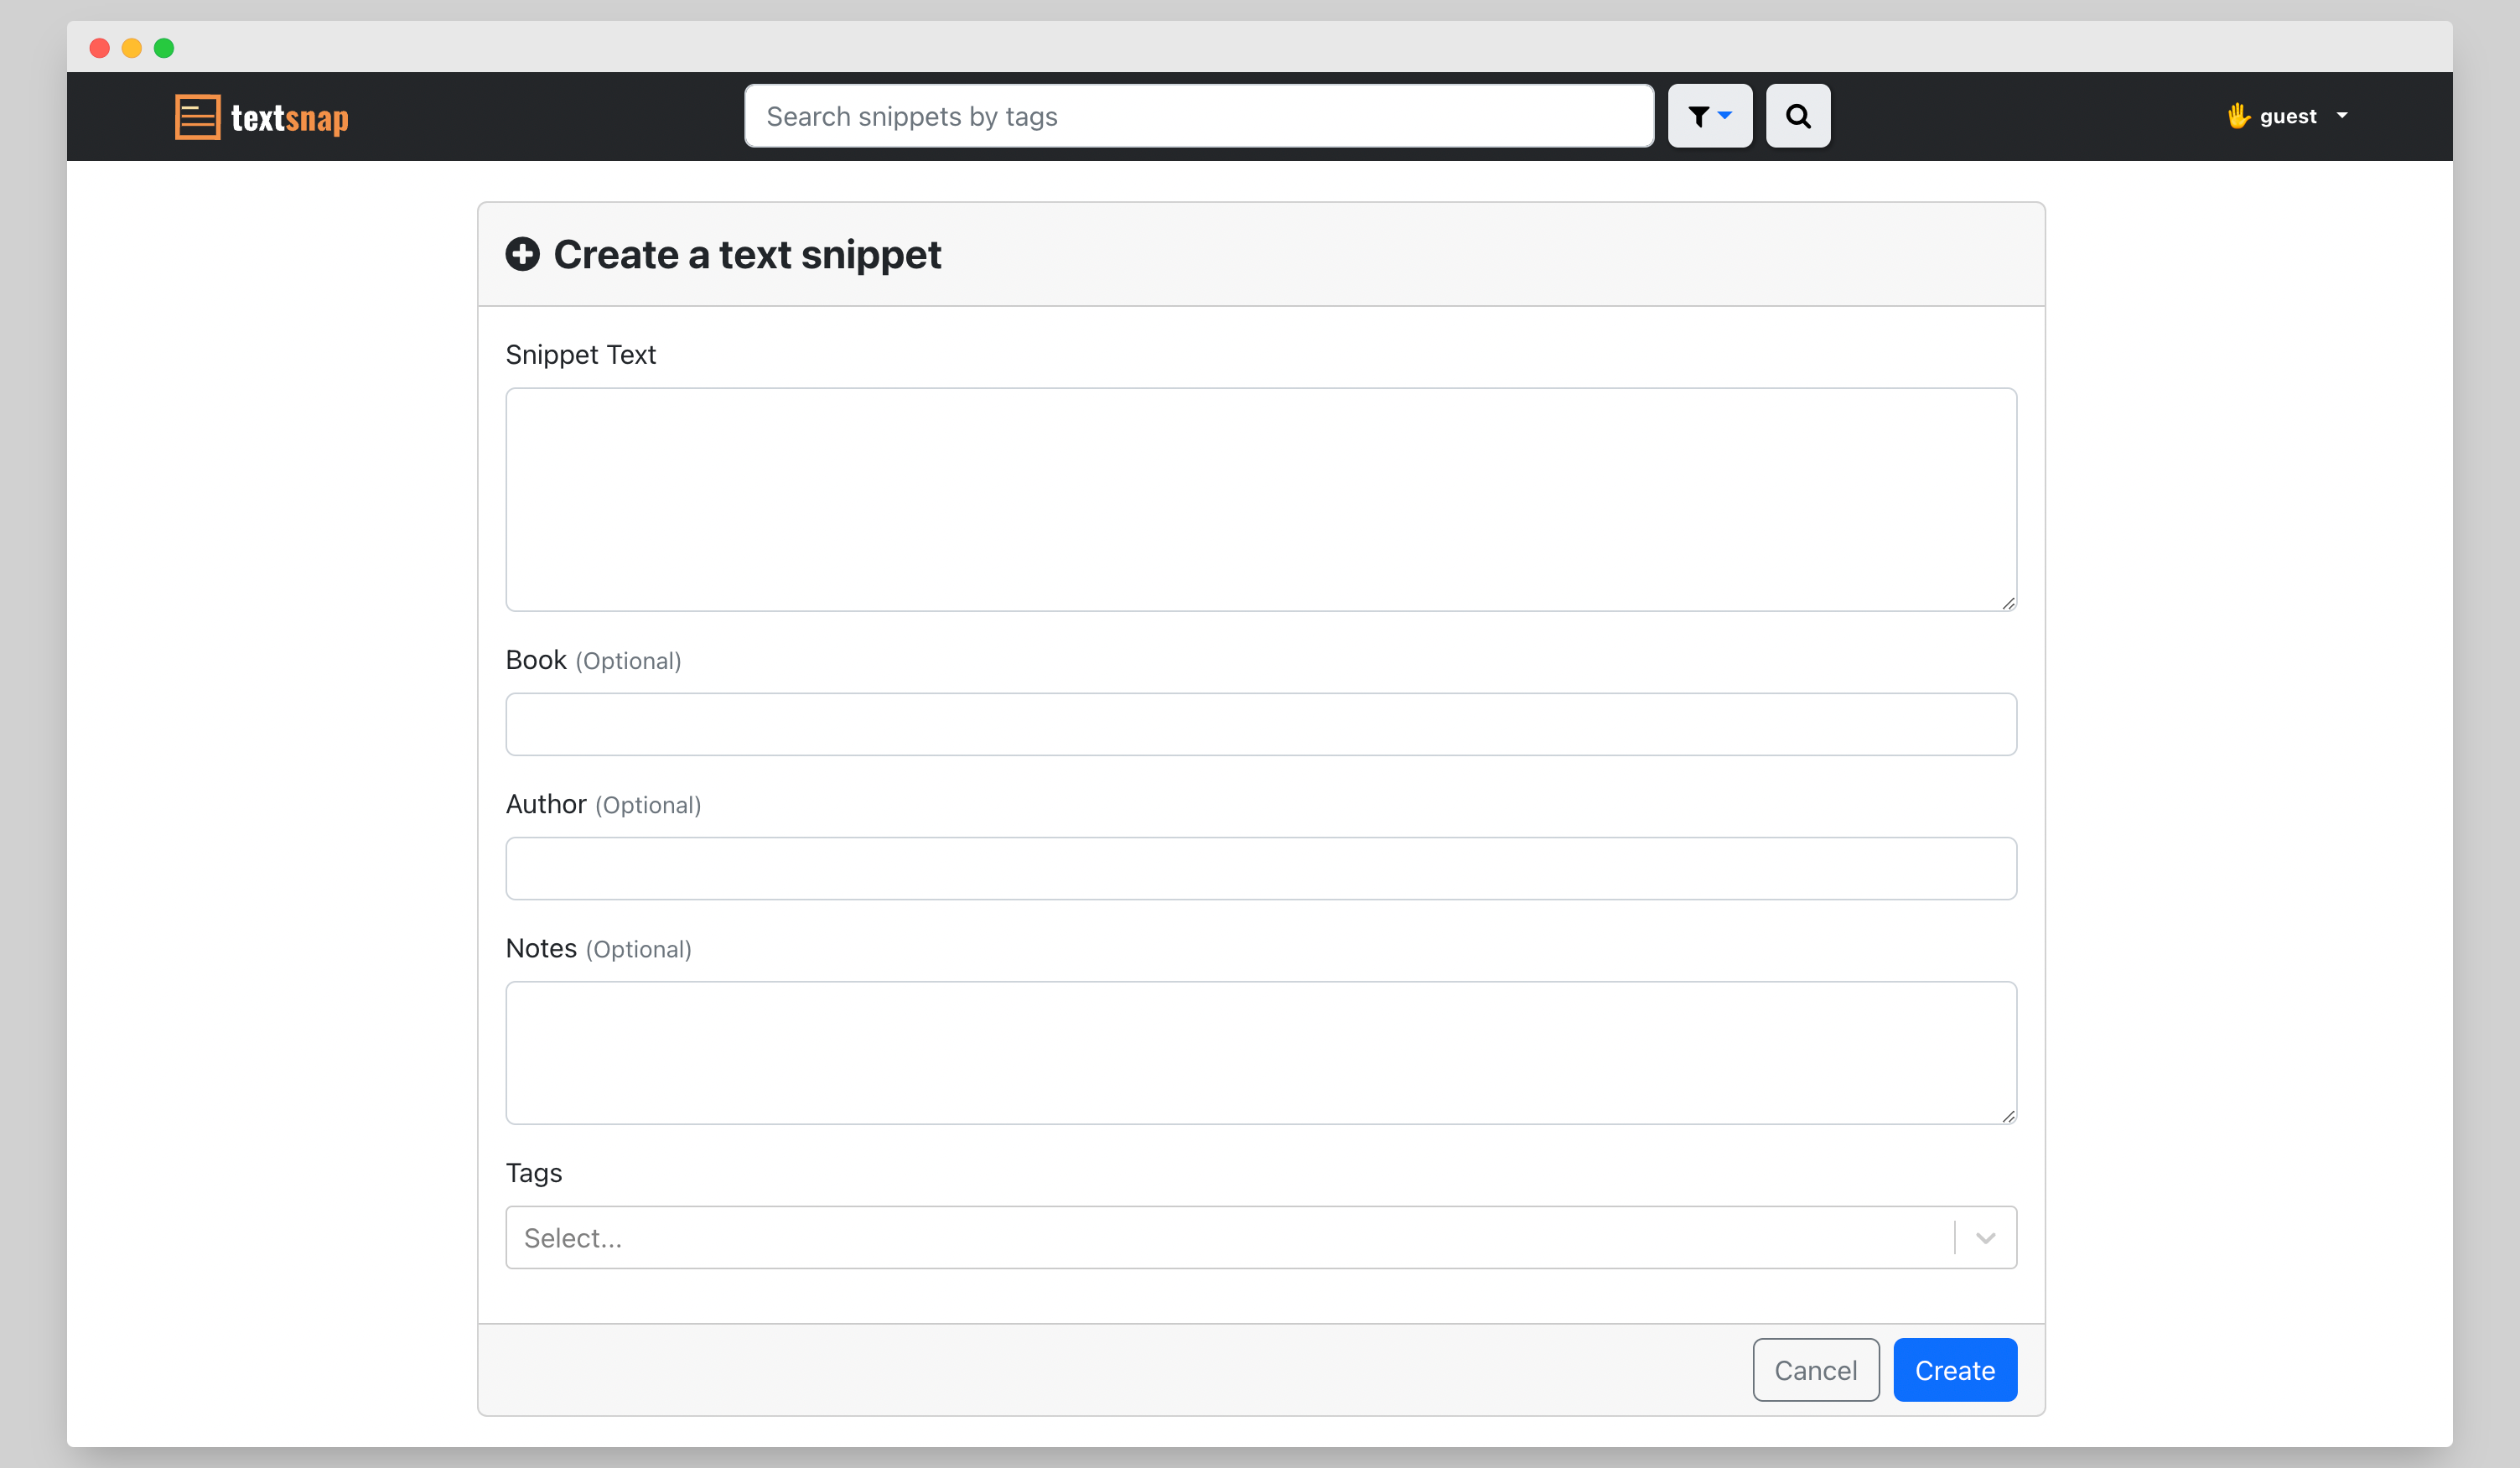 textsnap
Search snippets by tags
guest
Create a text snippet
Snippet Text
Book (Optional)
Author (Optional)
Notes (Optional)
Tags
Select...
Cancel
Create